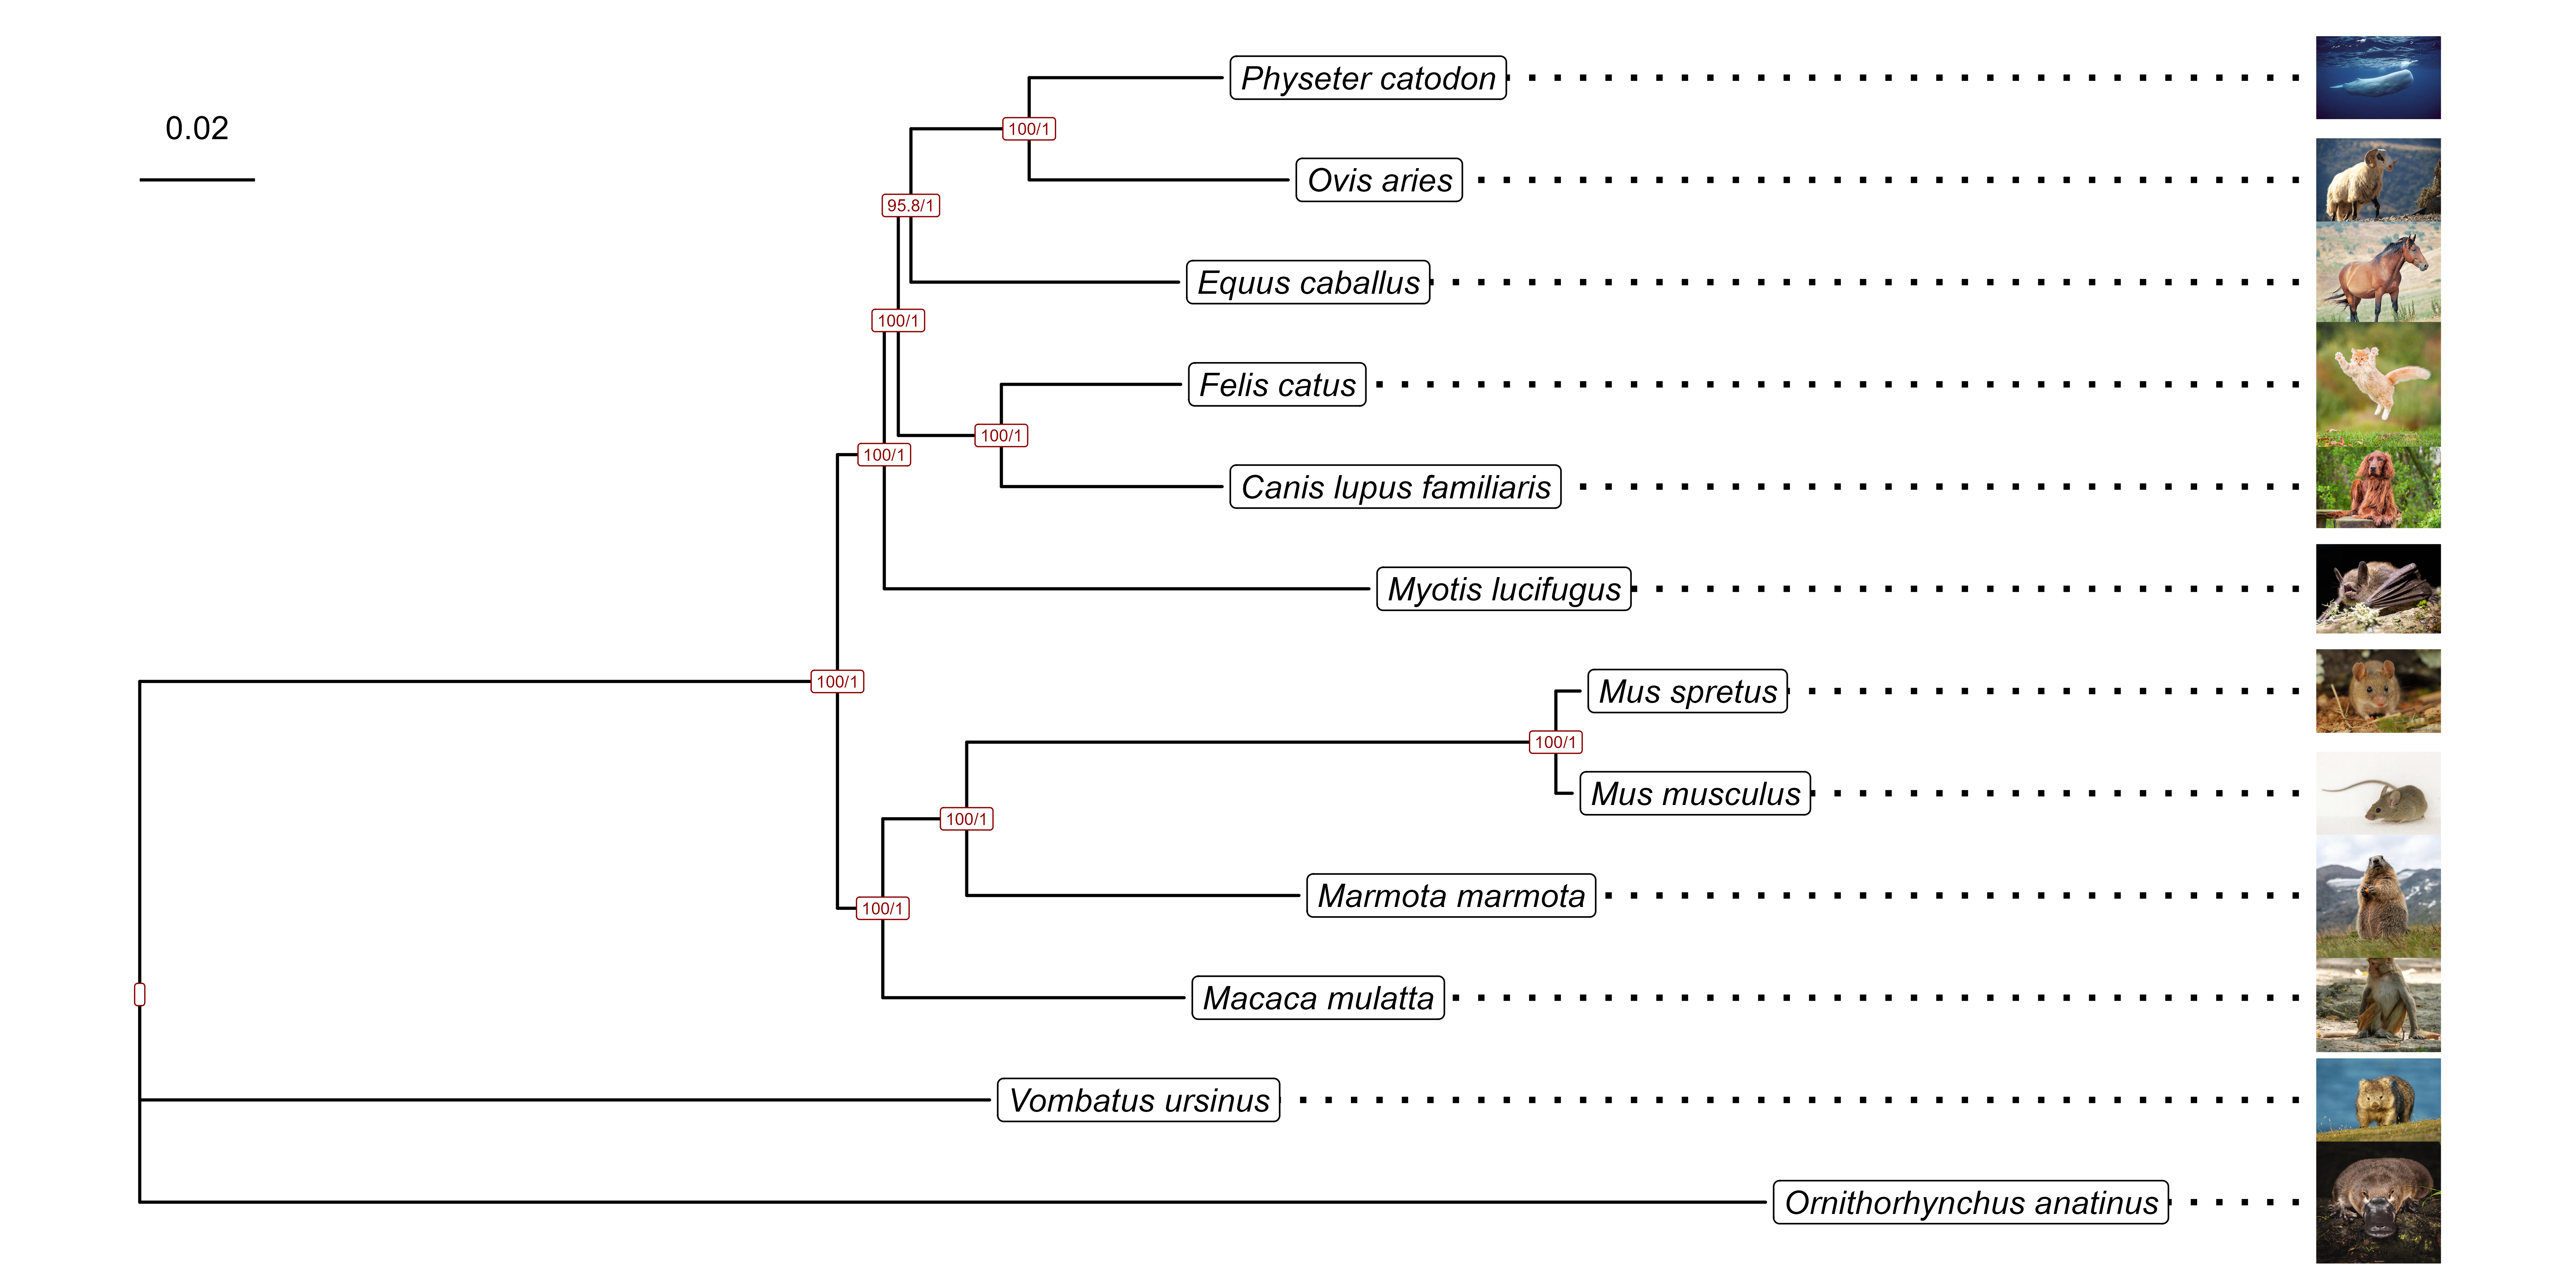 Physeter catodon
0.02
100/1
Ovis aries
95.8/1
Equus caballus
100/1
Felis catus
100/1
100/1
Canis lupus familiaris
Myotis lucifugus
100/1
Mus spretus
100/1
Mus musculus
100/1
Marmota marmota
100/1
Macaca mulatta
Vombatus ursinus
Ornithorhynchus anatinus